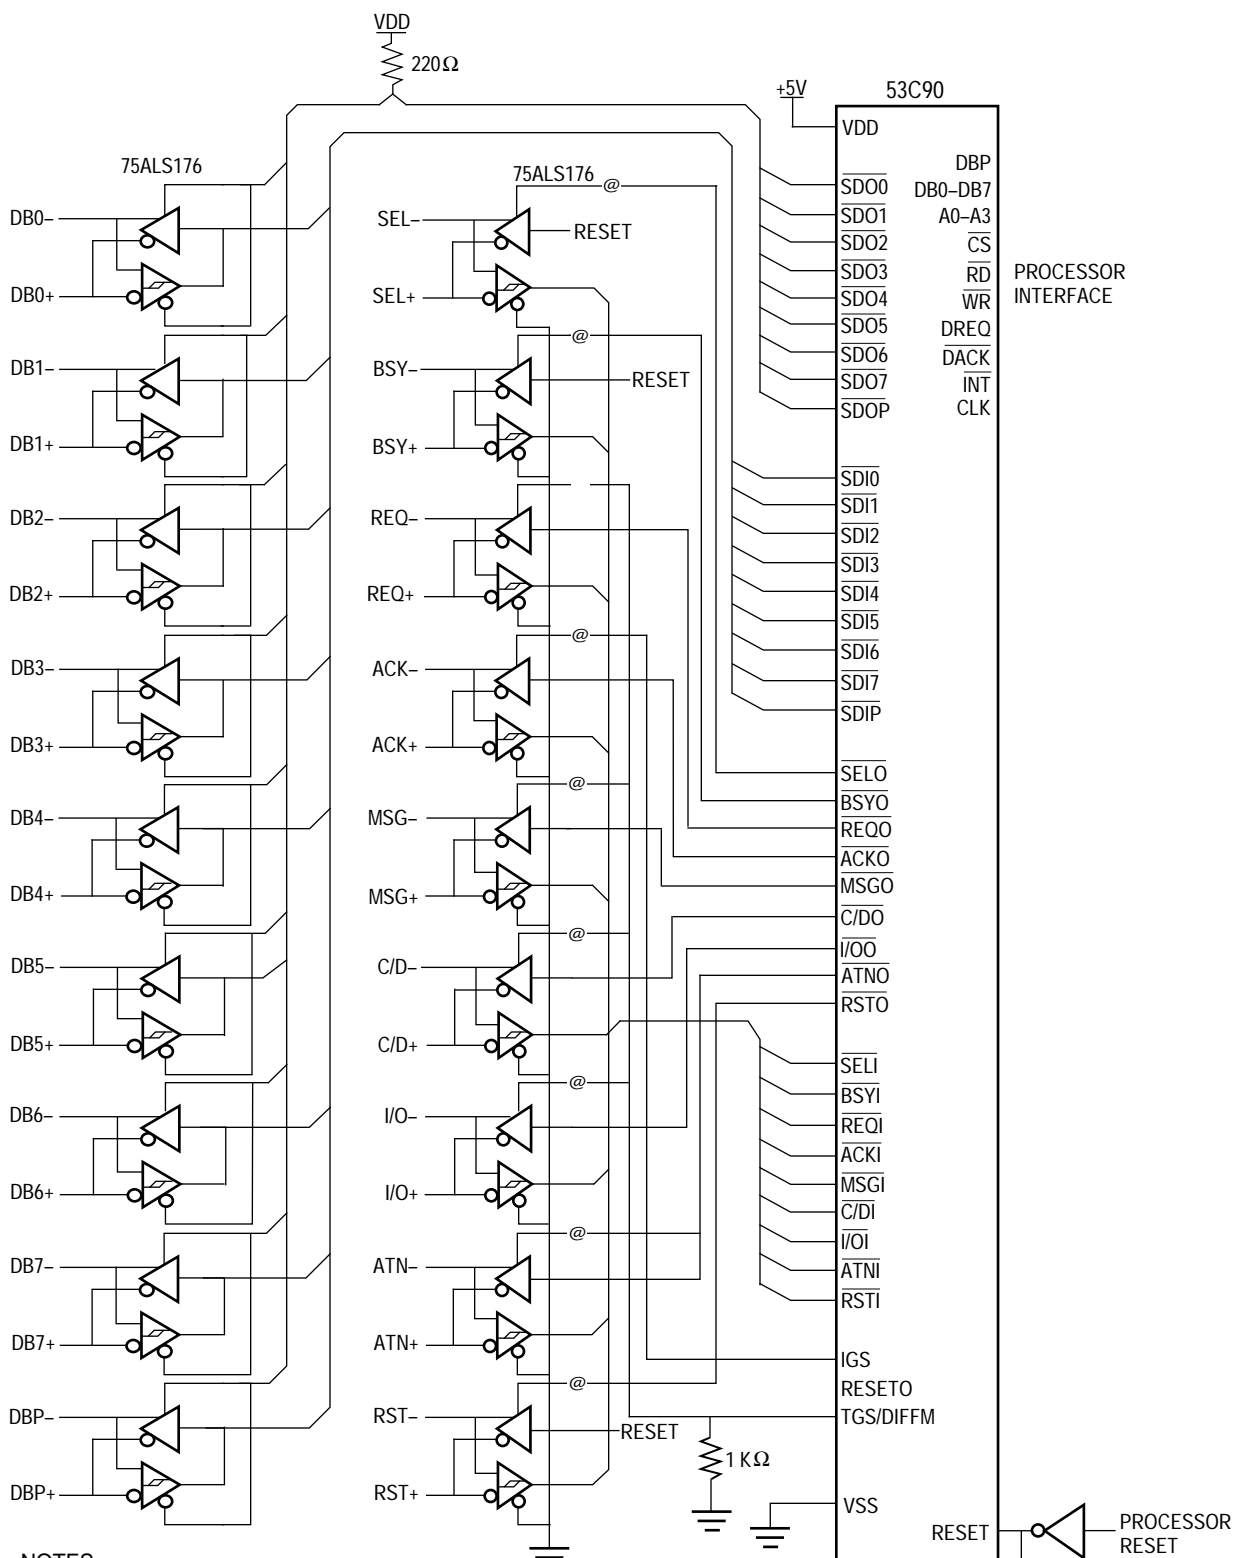 VDD
220Ω
75ALS176
DB0–
DB0+
DB1–
DB1+
DB2–
DB2+
DB3–
DB3+
DB4–
DB4+
DB5–
DB5+
DB6–
DB6+
DB7–
DB7+
DBP–
DBP+
75ALS176
@
SEL–
RESET
SEL+
@
BSY–
RESET
BSY+
REQ–
REQ+
@
ACK–
ACK+
@
MSG–
MSG+
@
C/D–
C/D+
@
I/O–
I/O+
@
ATN–
ATN+
@
RST–
RESET
RST+
1 KΩ
+5V
53C90
VDD
SDO0
SDO1
SDO2
SDO3
SDO4
SDO5
SDO6
SDO7
SDOP
DBP
DB0–DB7
A0–A3
CS
RD
WR
DREQ
DACK
INT
CLK
PROCESSOR
INTERFACE
SDI0
SDI1
SDI2
SDI3
SDI4
SDI5
SDI6
SDI7
SDIP
SELO
BSYO
REQO
ACKO
MSGO
C/DO
I/OO
ATNO
RSTO
SELI
BSYI
REQI
ACKI
MSGI
C/DI
I/OI
ATNI
RSTI
IGS
RESETO
TGS/DIFFM
VSS
RESET
PROCESSOR
RESET
NOTES